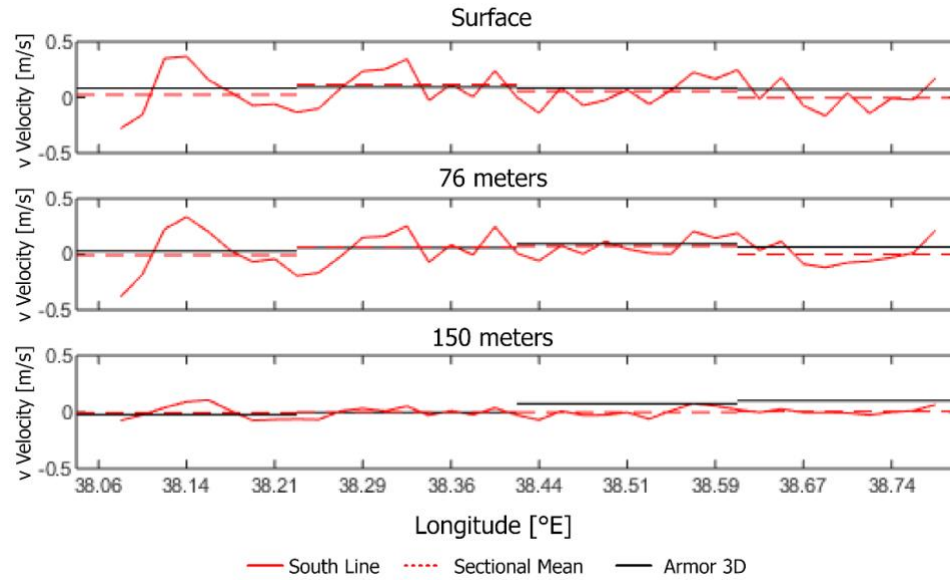 Surface
v Velocity [m/s]
0.5
0
-0.5
76 meters
v Velocity [m/s]
0.5
0
-0.5
150 meters
v Velocity [m/s]
0.5
0
-0.5
38.06 38.14 38.21 38.29 38.36 38.44 38.51 38.59 38.67 38.74
Longitude [°E]
South Line Sectional Mean Armor 3D